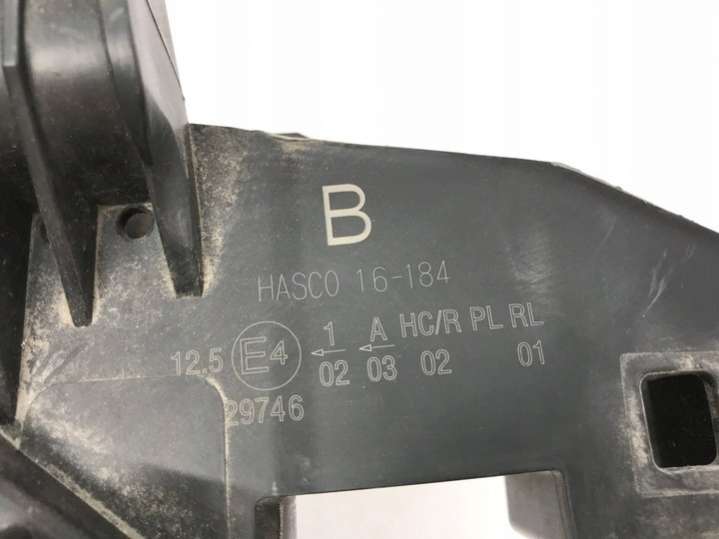 B
HASCO 16-184
12,5 E4 1 A HC/R PL RL
02 03 02 01
29746